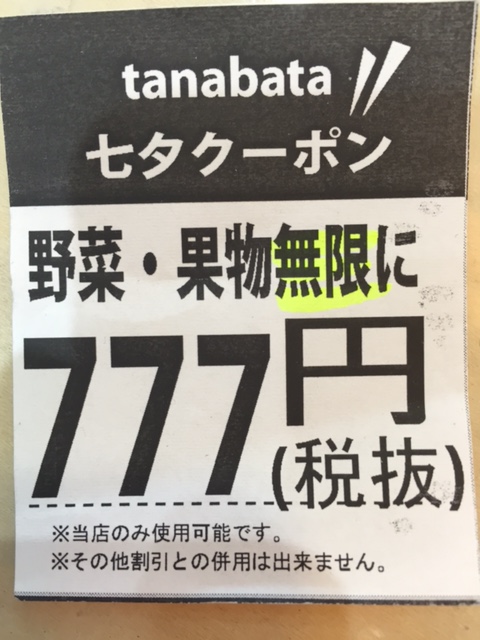 tanabata
七夕クーポン
野菜・果物無限に
777円
(税抜)
※当店のみ使用可能です。
※その他割引との併用は出来ません。